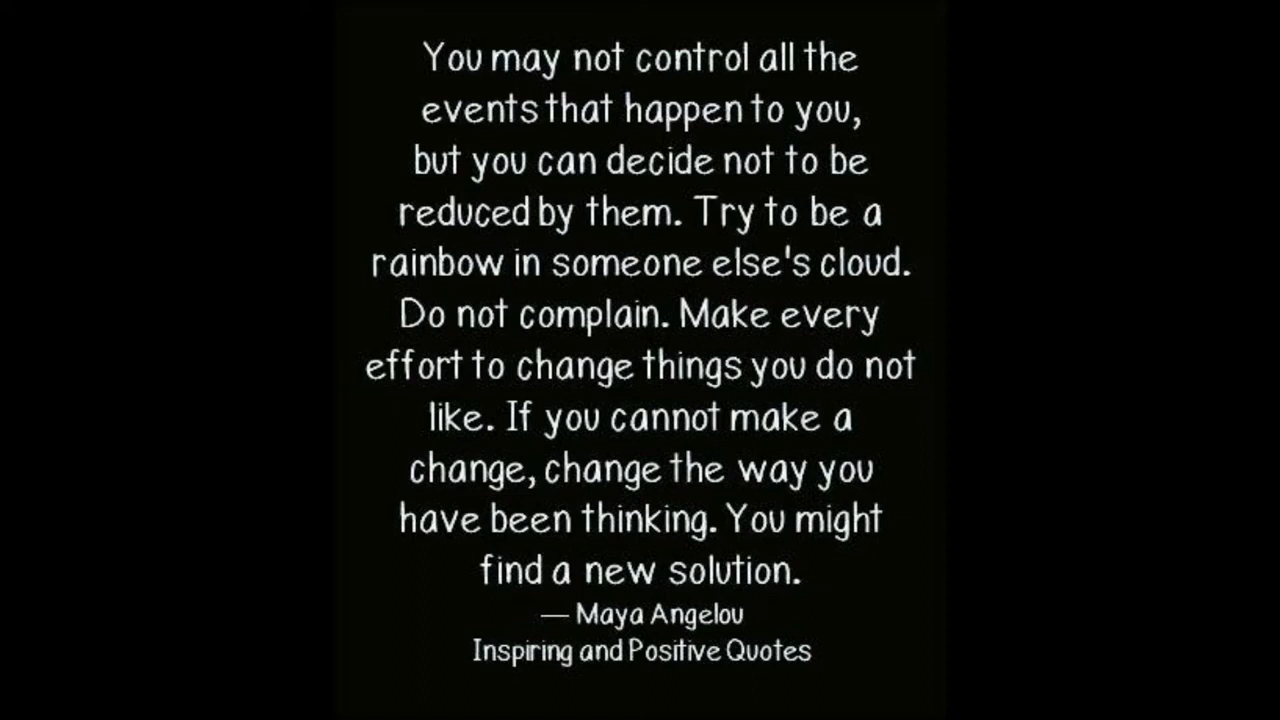 You may not control all the
events that happen to you,
but you can decide not to be
reduced by them. Try to be a
rainbow in someone else's cloud.
Do not complain. Make every
effort to change things you do not
like. If you cannot make a
change, change the way you
have been thinking. You might
find a new solution.
— Maya Angelou
Inspiring and Positive Quotes